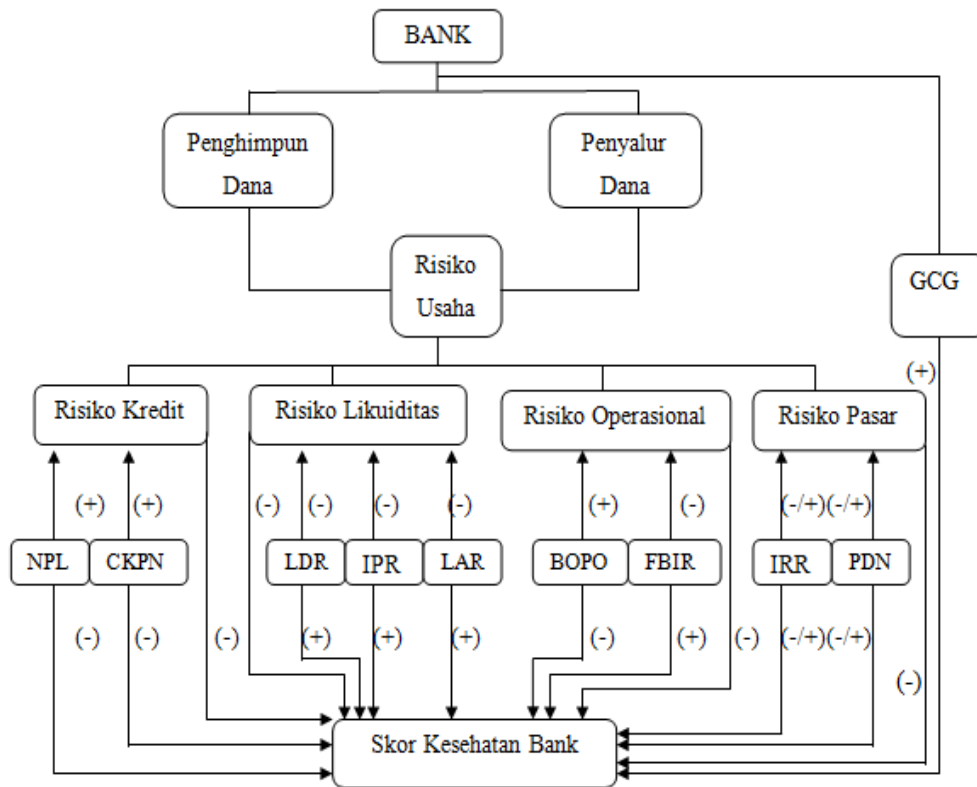 BANK
Penghimpun
Dana
Penyalur
Dana
Risiko
Usaha
GCG
(+)
Risiko Kredit
Risiko Likuiditas
Risiko Operasional
Risiko Pasar
(+) (+) (-) (-) (-) (-) (+) (-) (-/+)(-/+)
NPL CKPN LDR IPR LAR BOPO FBIR IRR PDN
(-) (-) (-) (+) (+) (+) (-) (+) (-) (-/+)(-/+)
(-)
Skor Kesehatan Bank